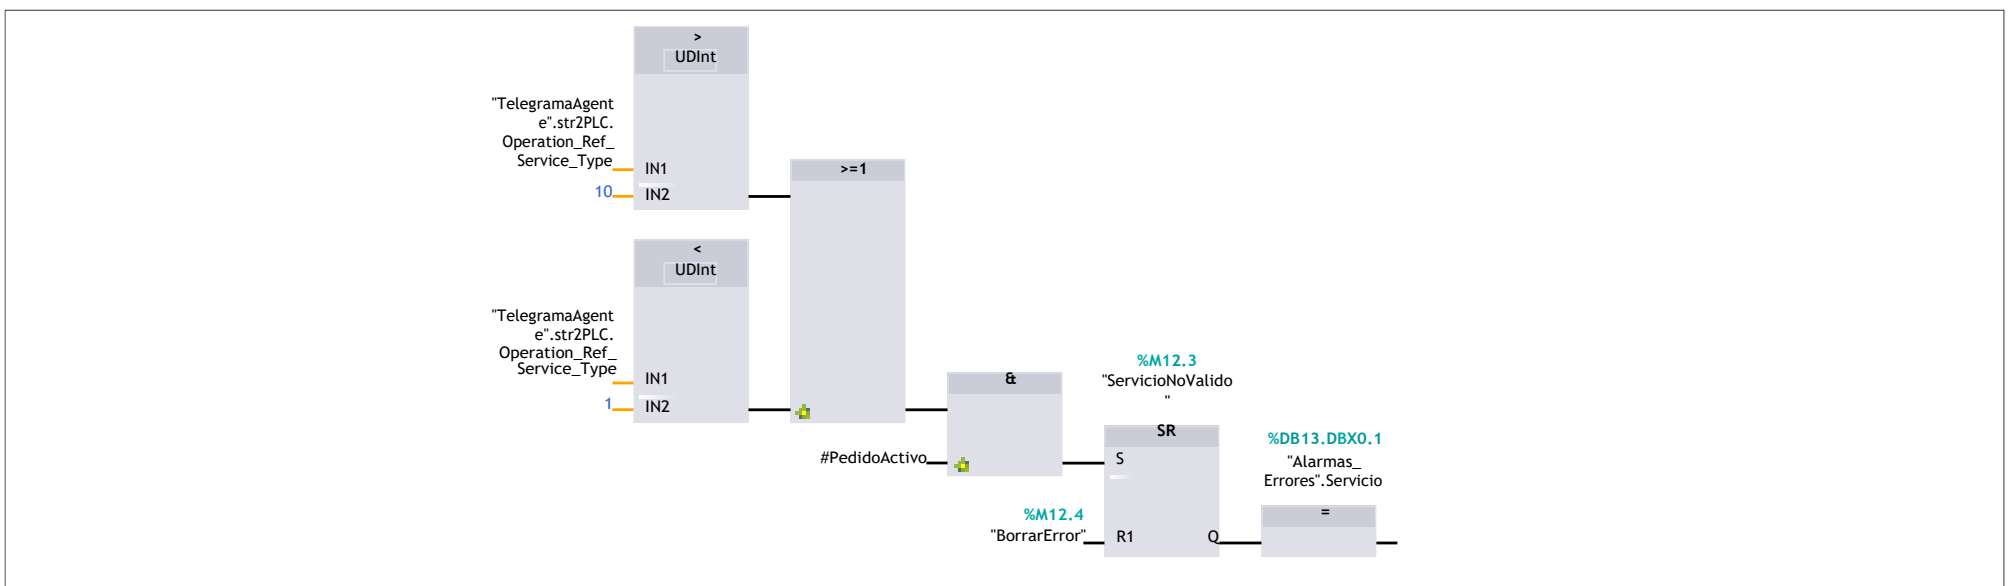 >
UDInt
"TelegramaAgent
e".str2PLC.
Operation_Ref_
Service_Type
IN1
10
IN2
>=1
<
UDInt
"TelegramaAgent
e".str2PLC.
Operation_Ref_
Service_Type
IN1
1
IN2
&
#PedidoActivo
%M12.3
"ServicioNoValido
"
SR
S
%M12.4
"BorrarError"
R1
Q
%DB13.DBX0.1
"Alarmas_
Errores".Servicio
=